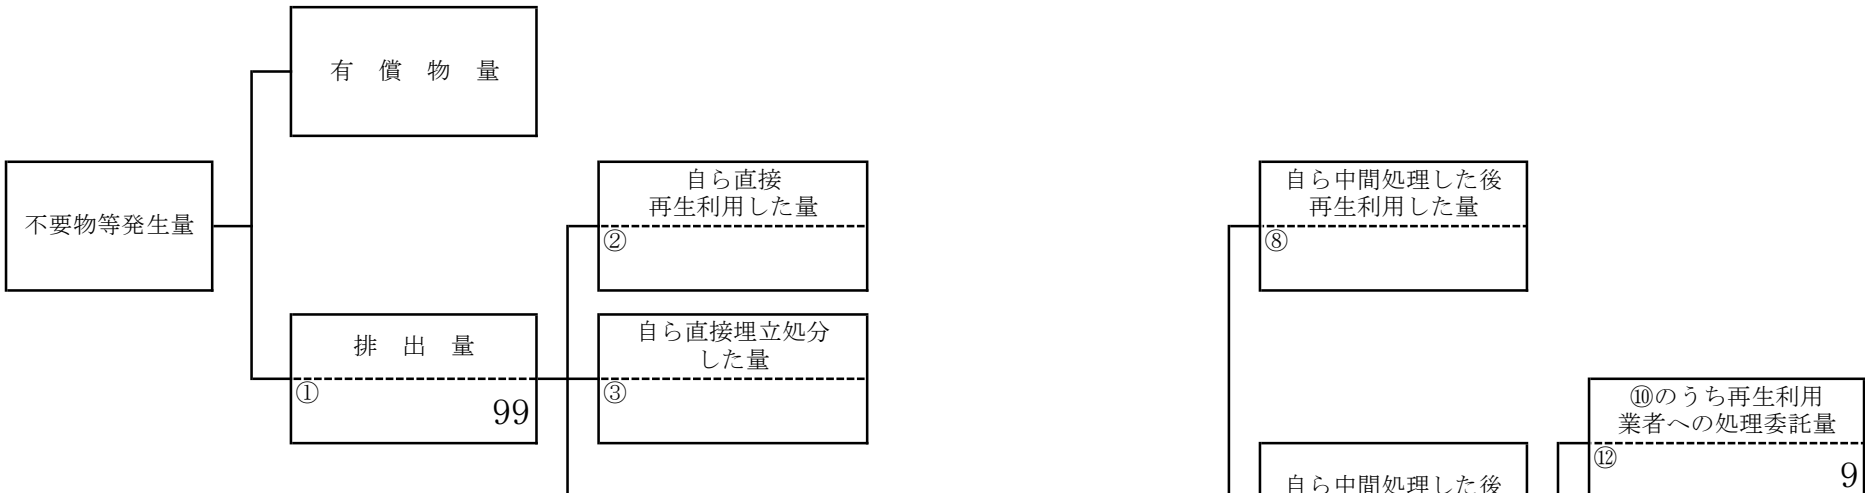 有 償 物 量
不要物等発生量
自ら直接
再生利用した量
②
自ら中間処理した後
再生利用した量
⑧
排 出 量
①
99
自ら直接埋立処分
した量
③
⑩のうち再生利用
業者への処理委託量
⑫
9
自ら中間処理した後